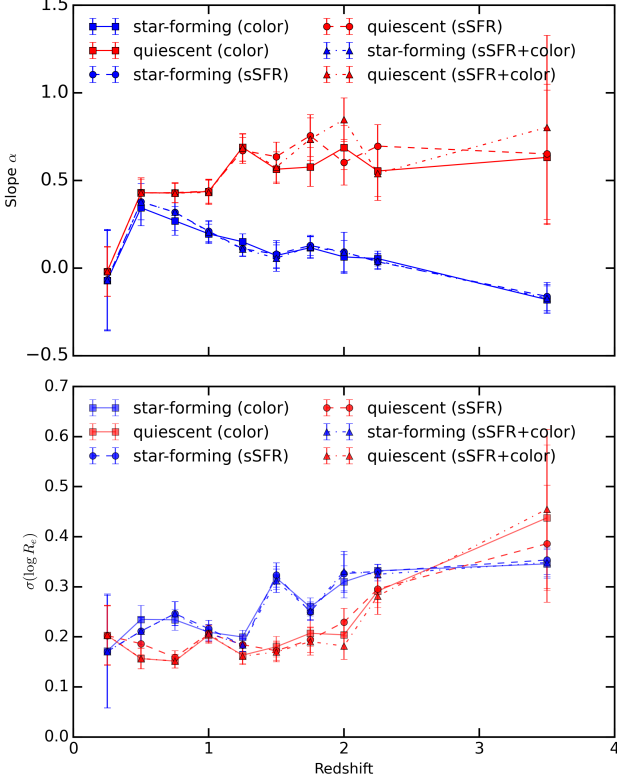 1.5
star-forming (color)
quiescent (color)
star-forming (sSFR)
quiescent (sSFR)
star-forming (sSFR+color)
quiescent (sSFR+color)
1.0
0.5
0.0
−0.5
Slope α
0.7
star-forming (color)
quiescent (color)
star-forming (sSFR)
quiescent (sSFR)
star-forming (sSFR+color)
quiescent (sSFR+color)
0.6
0.5
0.4
0.3
0.2
0.1
0.0
σ(log Re)
0 1 2 3 4
Redshift